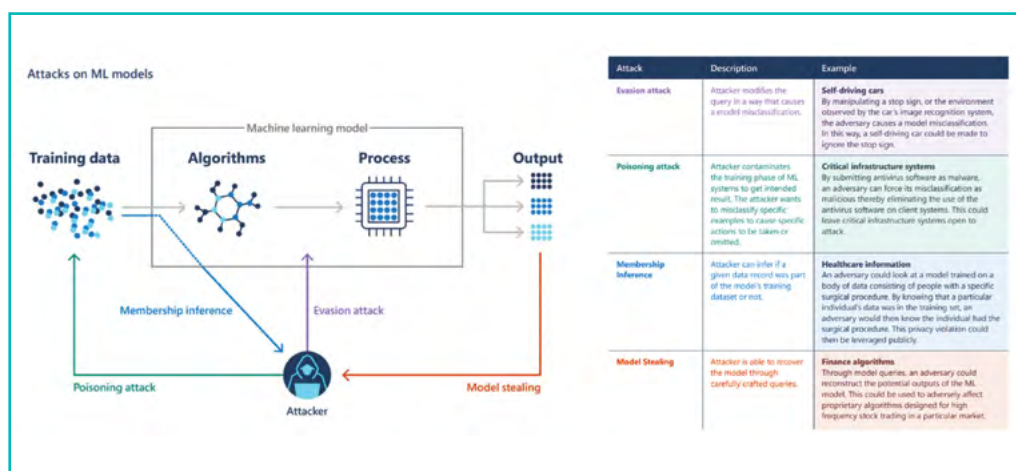 Attacks on ML models
Machine learning model
Training data
Algorithms
Process
Output
Membership inference
Evasion attack
Poisoning attack
Model stealing
Attacker
Attack
Description
Example
Evasion attack
Attacker modifies the
query in a way that causes
a model misclassification.
Self-driving cars
By manipulating a stop sign, or the environment
observed by the car's image recognition system,
the adversary causes a model misclassification.
In this way, a self-driving car could be made to
ignore the stop sign.
Poisoning attack
Attacker contaminates
the training phase of ML
systems to get intended
result. The attacker wants
to misclassify specific
examples to cause specific
actions to be taken or
omitted.
Critical infrastructure systems
By submitting antivirus software as malware,
an adversary can force its misclassification as
malicious thereby eliminating the use of the
antivirus software on client systems. This could
leave critical infrastructure systems open to
attack.
Membership
Inference
Attacker can infer if a
given data record was part
of the model's training
dataset or not.
Healthcare information
An adversary could look at a model trained on a
body of data consisting of people with a specific
surgical procedure. By knowing that a particular
individual's data was in the training set, an
adversary would then know the individual had the
surgical procedure. This privacy violation could
then be leveraged publicly.
Model Stealing
Attacker is able to recover
the model through
carefully crafted queries.
Finance algorithms
Through model queries, an adversary could
reconstruct the potential outputs of the ML
model. This could be used to adversely affect
proprietary algorithms designed for high
frequency stock trading in a particular market.